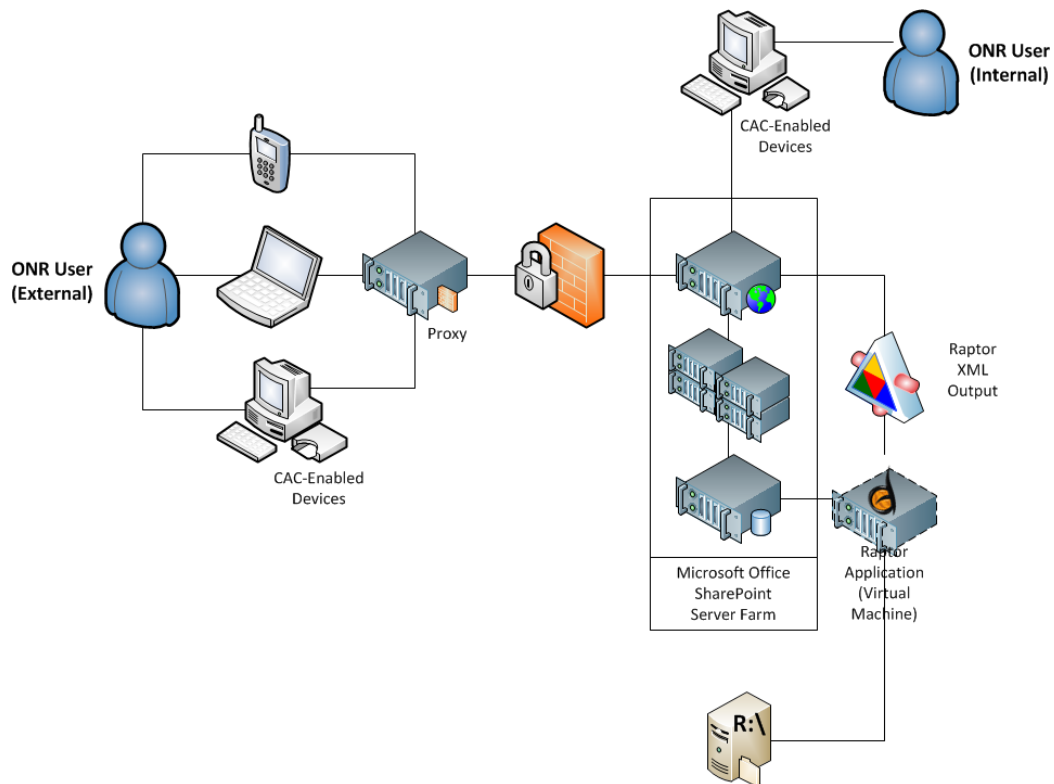 ONR User
(Internal)
CAC-Enabled
Devices
ONR User
(External)
Proxy
Raptor
XML
Output
CAC-Enabled
Devices
Microsoft Office
SharePoint
Server Farm
Raptor
Application
(Virtual
Machine)
R:\